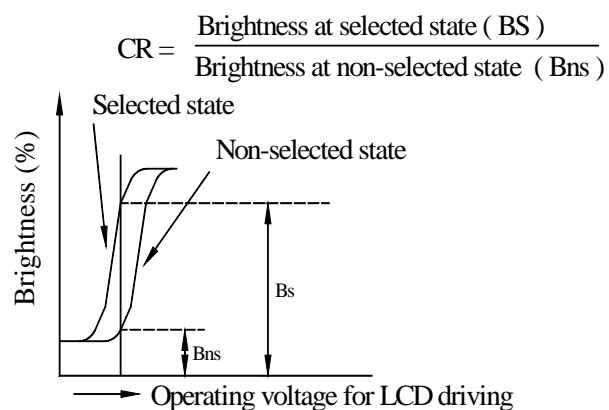 CR = Brightness at selected state ( BS )
Brightness at non-selected state ( Bns )
Selected state
Non-selected state
Brightness (%)
Bs
Bns
Operating voltage for LCD driving